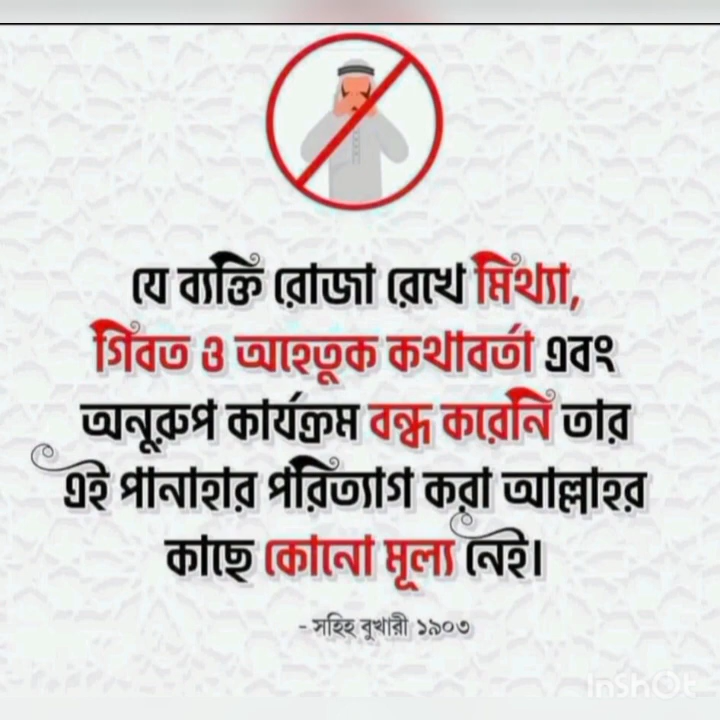 যে ব্যক্তি রোজা রেখে মিথ্যা,
গিবত ও অহেতুক কথাবর্তা এবং
অনুরুপ কার্যক্রম বন্ধ করেনি তার
এই পানাহার পরিত্যাগ করা আল্লাহর
কাছে কোনো মূল্য নেই।
- সহিহ বুখারী ১৯০৩
InShOt